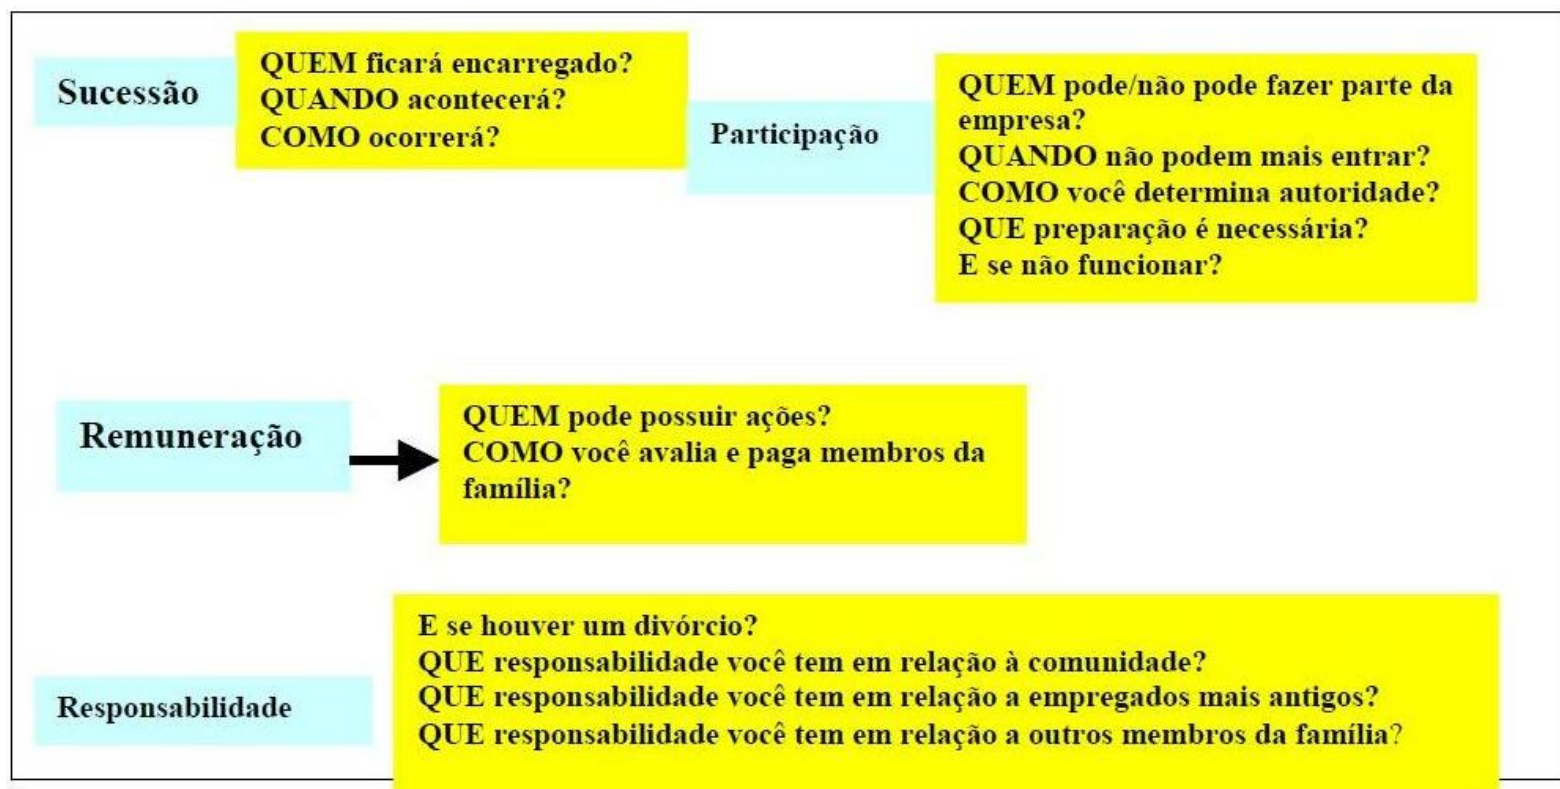 Sucessão
QUEM ficará encarregado?
QUANDO acontecerá?
COMO ocorrerá?
Participação
QUEM pode/não pode fazer parte da
empresa?
QUANDO não podem mais entrar?
COMO você determina autoridade?
QUE preparação é necessária?
E se não funcionar?
Remuneração
QUEM pode possuir ações?
COMO você avalia e paga membros da
família?
Responsabilidade
E se houver um divórcio?
QUE responsabilidade você tem em relação à comunidade?
QUE responsabilidade você tem em relação a empregados mais antigos?
QUE responsabilidade você tem em relação a outros membros da família?